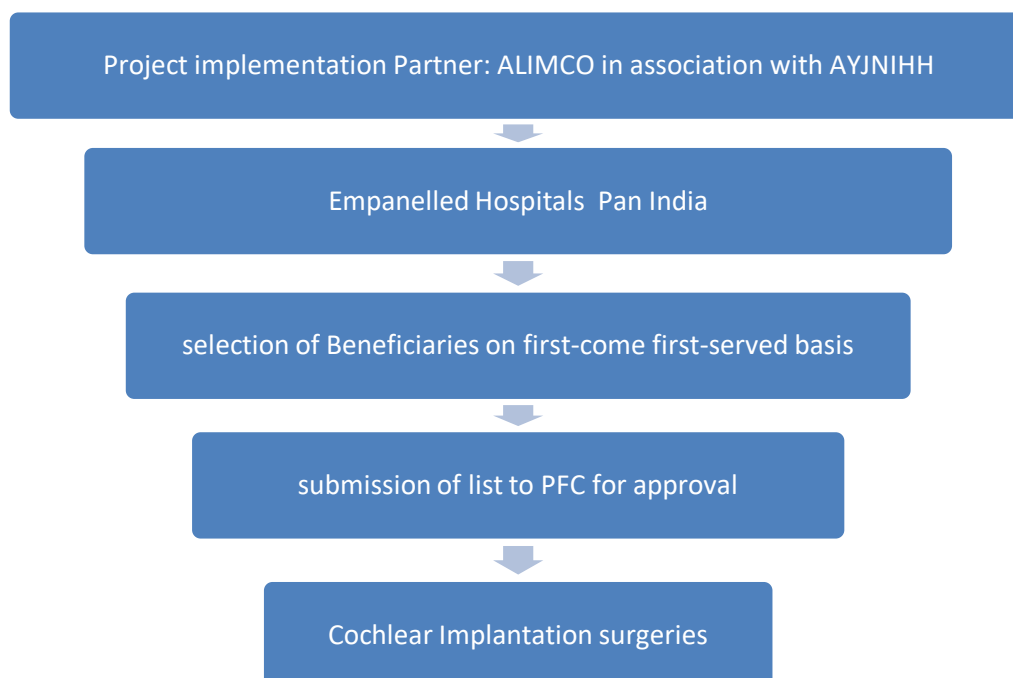 Project implementation Partner: ALIMCO in association with AYJNIHH
Empanelled Hospitals Pan India
selection of Beneficiaries on first-come first-served basis
submission of list to PFC for approval
Cochlear Implantation surgeries